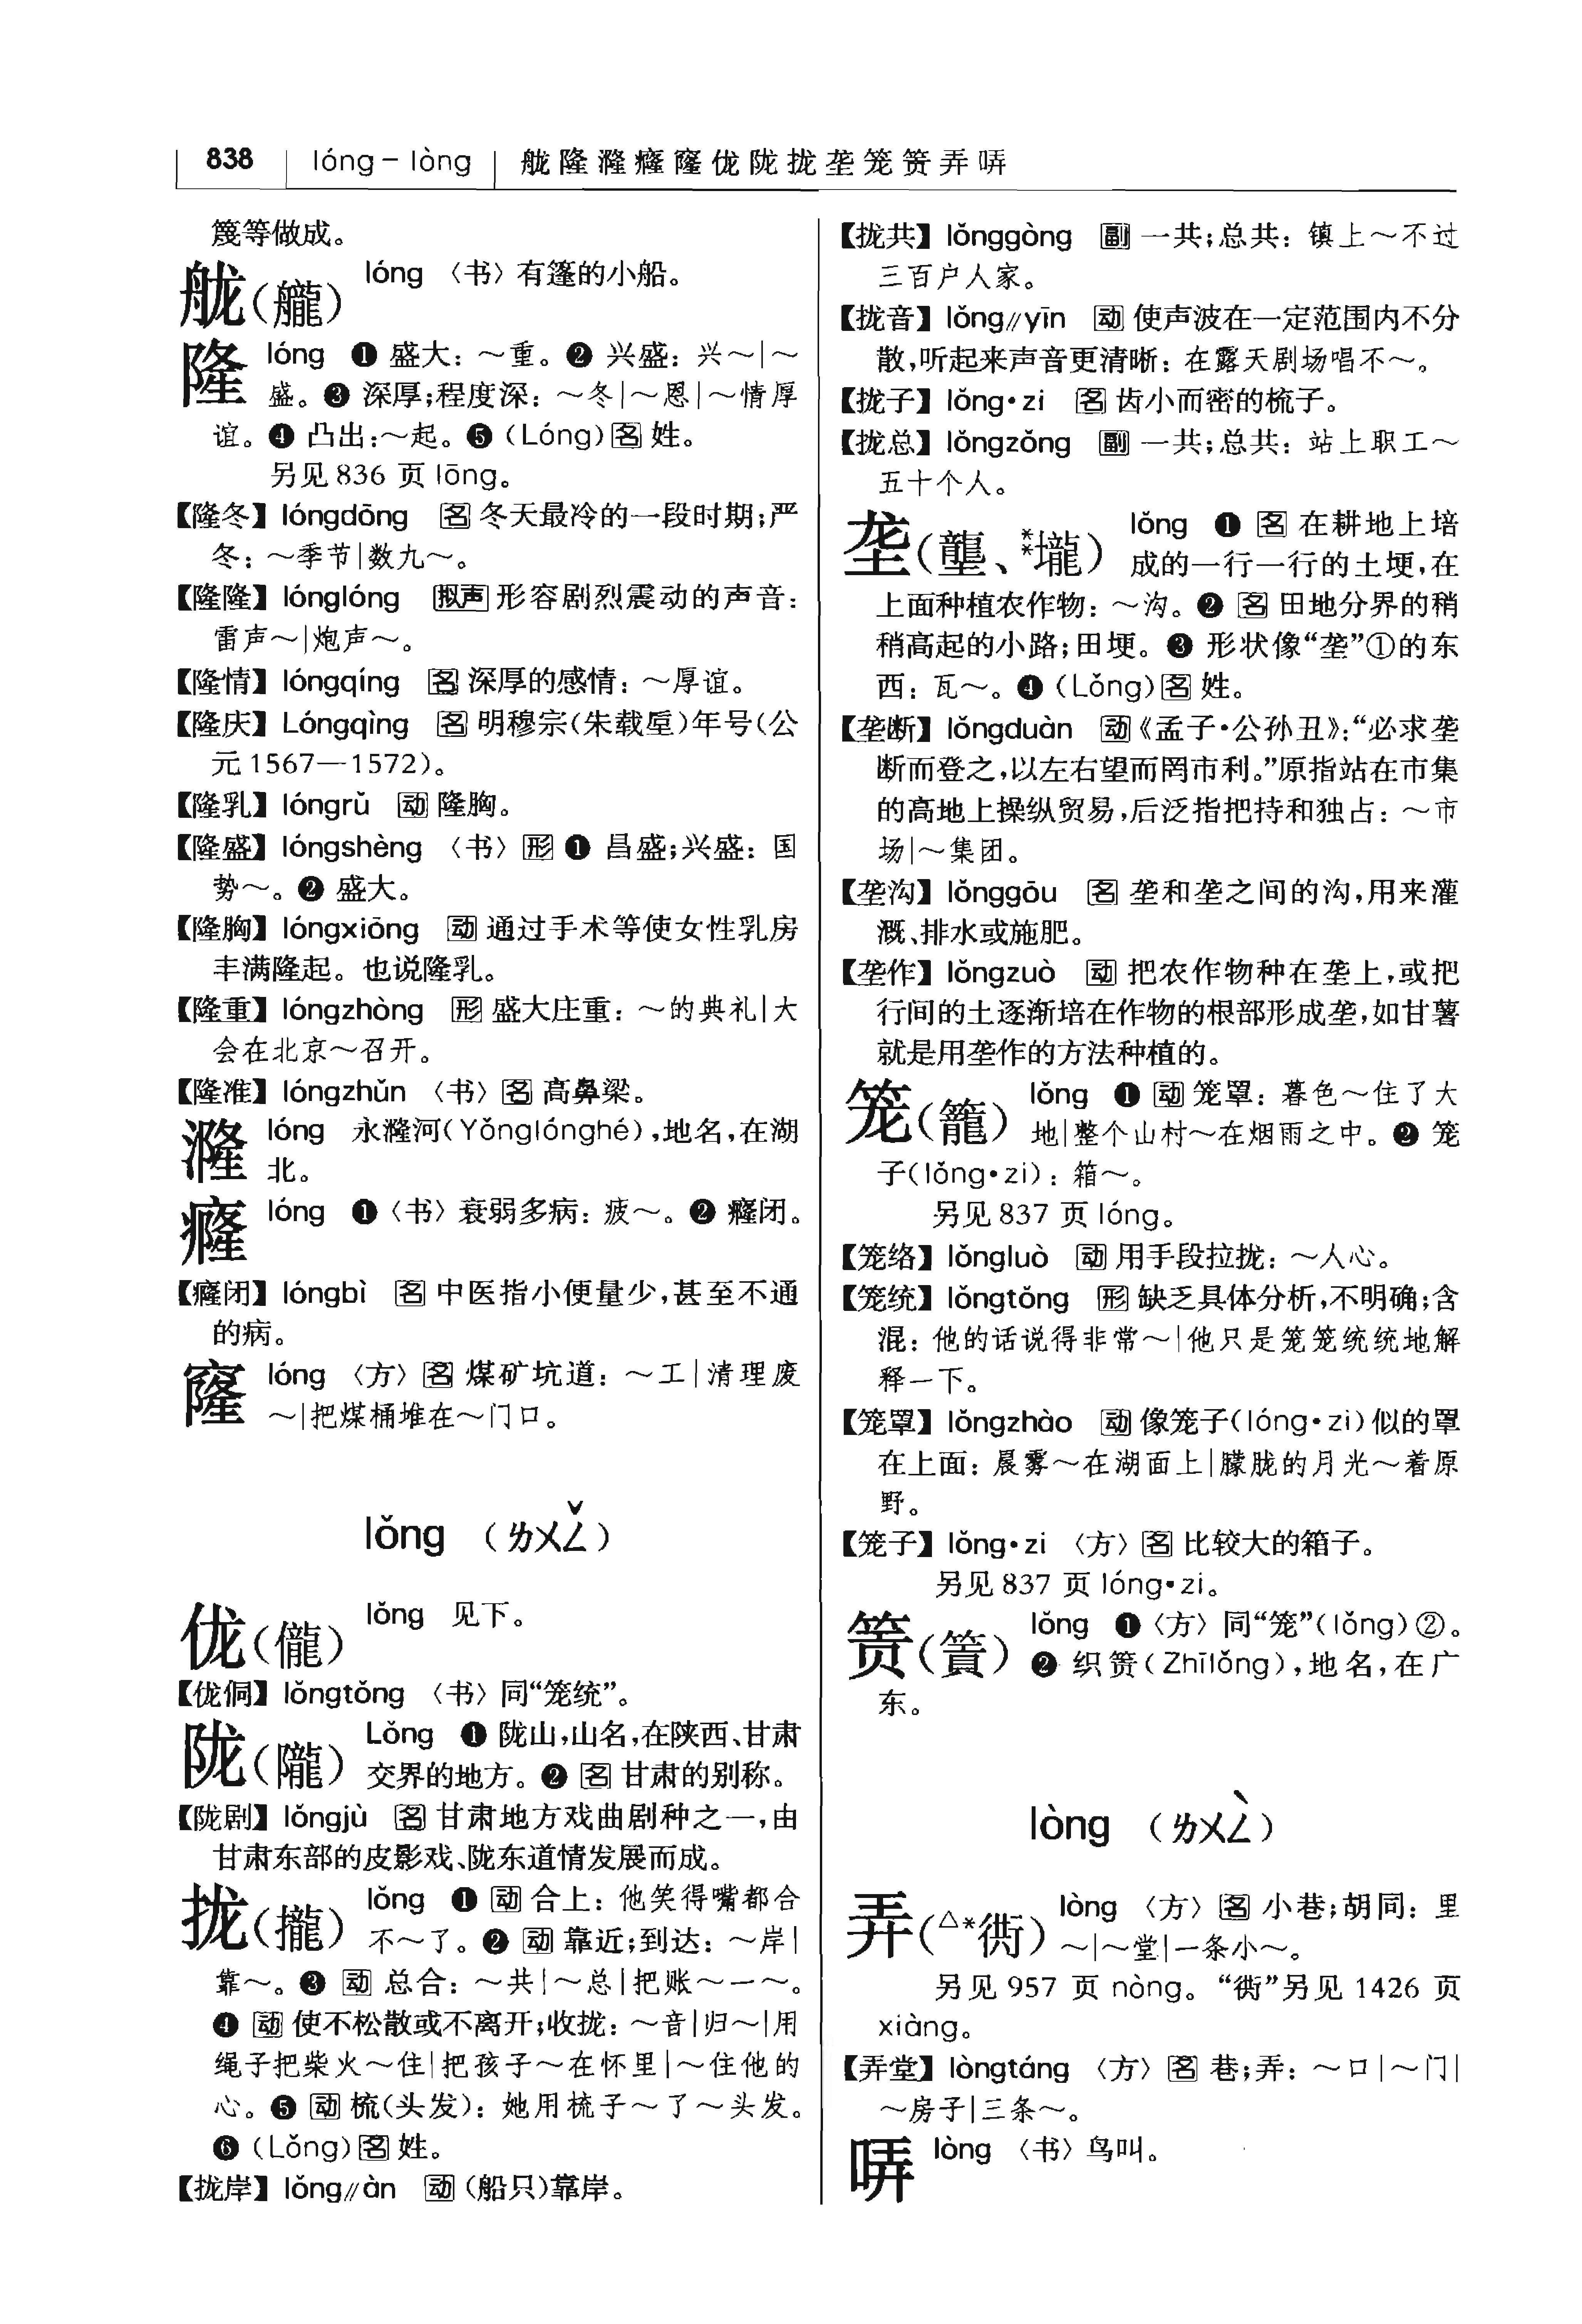 838 lóng – lòng 𦨩隆漋癃窿㑝陇拢垄笼篢弄哢
篾等做成。
𦨩(䑓) lóng 〈书〉有篷的小船。
隆 lóng ❶ 盛大：～重。❷ 兴盛：兴～|～
盛。❸ 深厚;程度深：～冬|～恩|～情厚
谊。❹ 凸出:～起。❺ (Lóng)名 姓。
另见 836 页 lōng。
【隆冬】lóngdōng 名 冬天最冷的一段时期;严
冬：～季节|数九～。
【隆隆】lónglóng 拟声 形容剧烈震动的声音：
雷声～|炮声～。
【隆情】lóngqíng 名 深厚的感情：～厚谊。
【隆庆】Lóngqìng 名 明穆宗(朱载垕)年号(公
元 1567—1572)。
【隆乳】lóngrǔ 动 隆胸。
【隆盛】lóngshèng 〈书〉形 ❶ 昌盛;兴盛：国
势～。❷ 盛大。
【隆胸】lóngxiōng 动 通过手术等使女性乳房
丰满隆起。也说隆乳。
【隆重】lóngzhòng 形 盛大庄重：～的典礼|大
会在北京～召开。
【隆准】lóngzhǔn 〈书〉名 高鼻梁。
漋 lóng 永漋河(Yǒnglónghé),地名,在湖
北。
癃 lóng ❶〈书〉衰弱多病：疲～。❷ 癃闭。
【癃闭】lóngbì 名 中医指小便量少,甚至不通
的病。
窿 lóng 〈方〉名 煤矿坑道：～工|清理废
～|把煤桶堆在～门口。
lǒng (ㄌㄨㄥˇ)
㑝(儱) lǒng 见下。
【㑝侗】lǒngtǒng 〈书〉同“笼统”。
陇(隴) Lǒng ❶ 陇山,山名,在陕西、甘肃
交界的地方。❷ 名 甘肃的别称。
【陇剧】lǒngjù 名 甘肃地方戏曲剧种之一,由
甘肃东部的皮影戏、陇东道情发展而成。
拢(攏) lǒng ❶ 动 合上：他笑得嘴都合
不～了。❷ 动 靠近;到达：～岸|
靠～。❸ 动 总合：～共|～总|把账～一～。
❹ 动 使不松散或不离开;收拢：～音|归～|用
绳子把柴火～住|把孩子～在怀里|～住他的
心。❺ 动 梳(头发)：她用梳子～了～头发。
❻ (Lǒng)名 姓。
【拢岸】lǒng//àn 动 (船只)靠岸。
【拢共】lǒnggòng 副 一共;总共：镇上～不过
三百户人家。
【拢音】lǒng//yīn 动 使声波在一定范围内不分
散,听起来声音更清晰：在露天剧场唱不～。
【拢子】lǒng·zi 名 齿小而密的梳子。
【拢总】lǒngzǒng 副 一共;总共：站上职工～
五十个人。
垄(壟、**壠) lǒng ❶ 名 在耕地上培
成的一行一行的土埂,在
上面种植农作物：～沟。❷ 名 田地分界的稍
稍高起的小路;田埂。❸ 形状像“垄”①的东
西：瓦～。❹ (Lǒng)名 姓。
【垄断】lǒngduàn 动《孟子·公孙丑》:“必求垄
断而登之,以左右望而罔市利。”原指站在市集
的高地上操纵贸易,后泛指把持和独占：～市
场|～集团。
【垄沟】lǒnggōu 名 垄和垄之间的沟,用来灌
溉、排水或施肥。
【垄作】lǒngzuò 动 把农作物种在垄上,或把
行间的土逐渐培在作物的根部形成垄,如甘薯
就是用垄作的方法种植的。
笼(籠) lǒng ❶ 动 笼罩：暮色～住了大
地|整个山村～在烟雨之中。❷ 笼
子(lǒng·zi)：箱～。
另见 837 页 lóng。
【笼络】lǒngluò 动 用手段拉拢：～人心。
【笼统】lǒngtǒng 形 缺乏具体分析,不明确;含
混：他的话说得非常～|他只是笼笼统统地解
释一下。
【笼罩】lǒngzhào 动 像笼子(lóng·zi)似的罩
在上面：晨雾～在湖面上|朦胧的月光～着原
野。
【笼子】lǒng·zi 〈方〉名 比较大的箱子。
另见 837 页 lóng·zi。
篢(簣) lǒng ❶〈方〉同“笼”(lǒng)②。
❷ 织篢(Zhīlǒng),地名,在广
东。
lòng (ㄌㄨㄥˋ)
弄(△*衖) lòng 〈方〉名 小巷;胡同：里
～|～堂|一条小～。
另见 957 页 nòng。“衖”另见 1426 页
xiàng。
【弄堂】lòngtáng 〈方〉名 巷;弄：～口|～门|
～房子|三条～。
哢 lòng 〈书〉鸟叫。